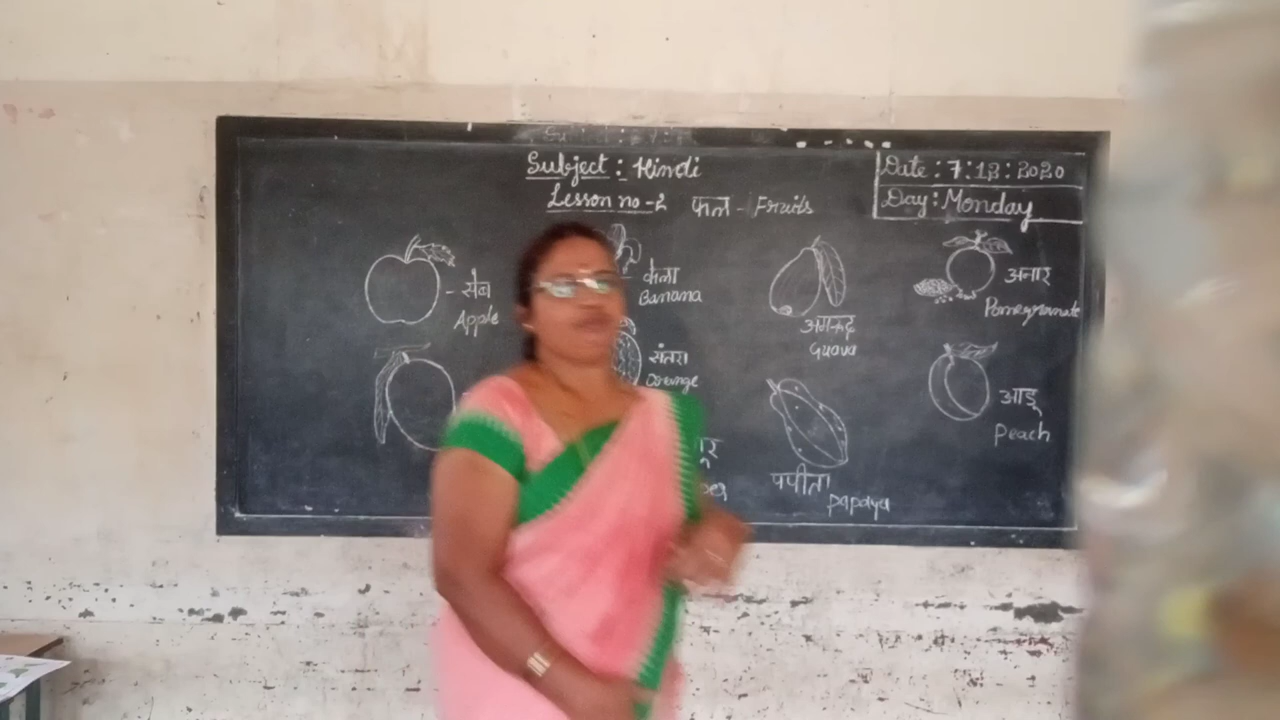 Subject : Hindi
Lesson no -2 फल - Fruits
Date : 7:12:2020
Day: Monday
- सेब
Apple
केला
Banana
अमरूद
Guava
अनार
Pomegranate
संतरा
Orange
पपीता
papaya
आड़ू
Peach